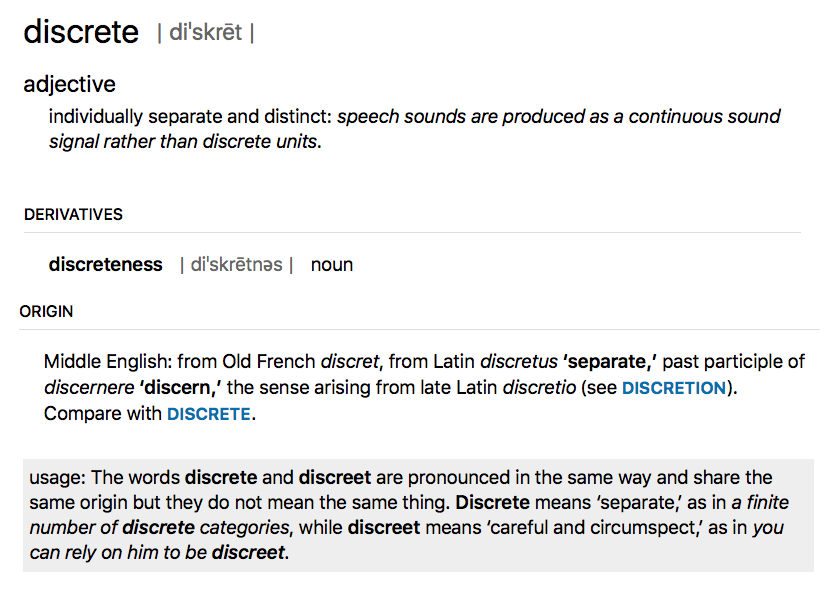 discrete | di'skrēt |
adjective
individually separate and distinct: speech sounds are produced as a continuous sound
signal rather than discrete units.
DERIVATIVES
discreteness | di'skrētnəs | noun
ORIGIN
Middle English: from Old French discret, from Latin discretus ‘separate,’ past participle of
discernere ‘discern,’ the sense arising from late Latin discretio (see DISCRETION).
Compare with DISCRETE.
usage: The words discrete and discreet are pronounced in the same way and share the
same origin but they do not mean the same thing. Discrete means ‘separate,’ as in a finite
number of discrete categories, while discreet means ‘careful and circumspect,’ as in you
can rely on him to be discreet.